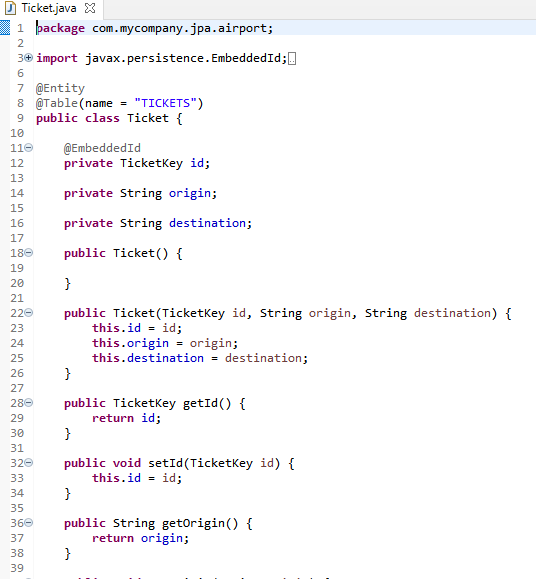 Ticket.java
1 package com.mycompany.jpa.airport;
2
3 import javax.persistence.EmbeddedId;
6
7 @Entity
8 @Table(name = "TICKETS")
9 public class Ticket {
10
11 @EmbeddedId
12 private TicketKey id;
13
14 private String origin;
15
16 private String destination;
17
18 public Ticket() {
19
20 }
21
22 public Ticket(TicketKey id, String origin, String destination) {
23 this.id = id;
24 this.origin = origin;
25 this.destination = destination;
26 }
27
28 public TicketKey getId() {
29 return id;
30 }
31
32 public void setId(TicketKey id) {
33 this.id = id;
34 }
35
36 public String getOrigin() {
37 return origin;
38 }
39